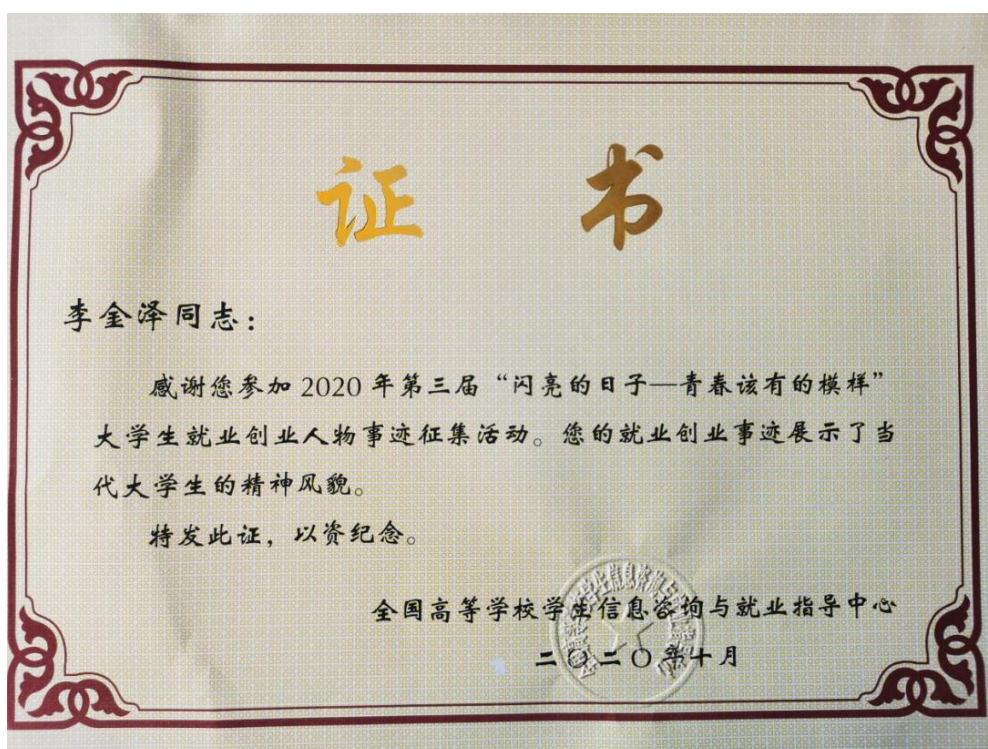 证 书
李金泽同志：
感谢您参加 2020 年第三届“闪亮的日子—青春该有的模样”
大学生就业创业人物事迹征集活动。您的就业创业事迹展示了当
代大学生的精神风貌。
特发此证，以资纪念。
全国高等学校学生信息咨询与就业指导中心
二〇二〇年十月